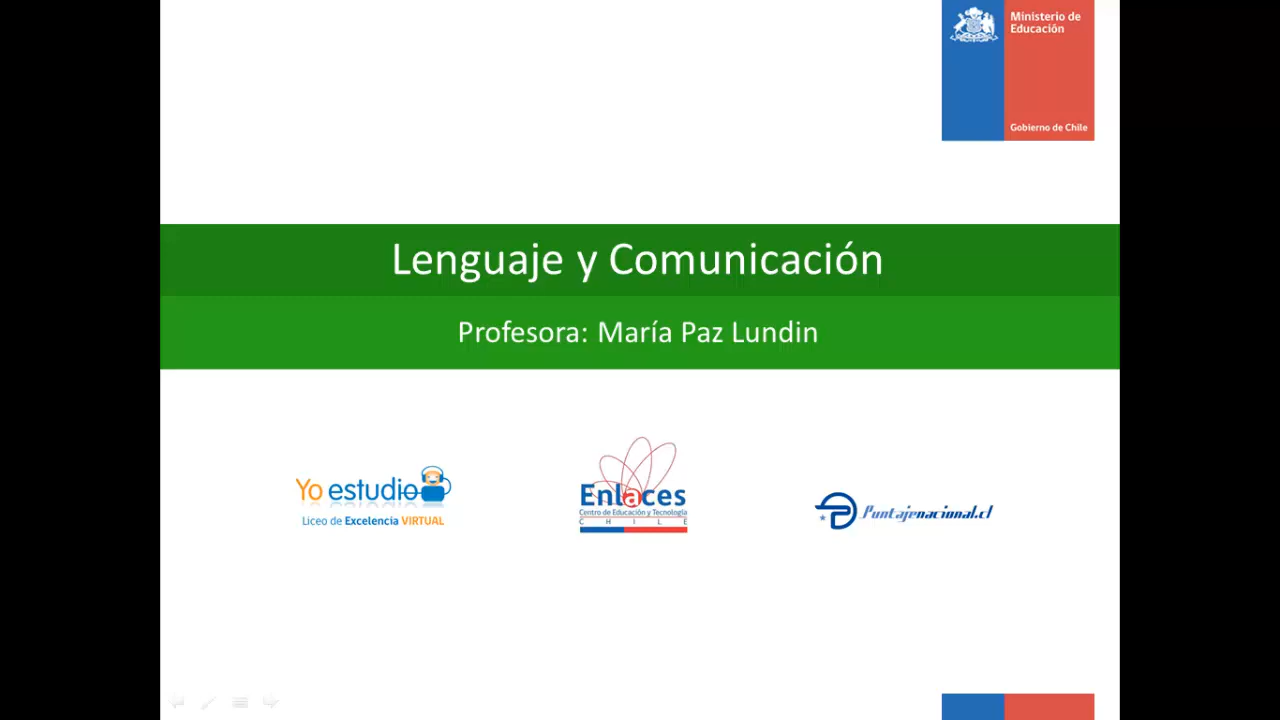 Ministerio de
Educación
Gobierno de Chile
Lenguaje y Comunicación
Profesora: María Paz Lundin
Yo estudio
Liceo de Excelencia VIRTUAL
Enlaces
Centro de Educación y Tecnología
CHILE
Puntajenacional.cl